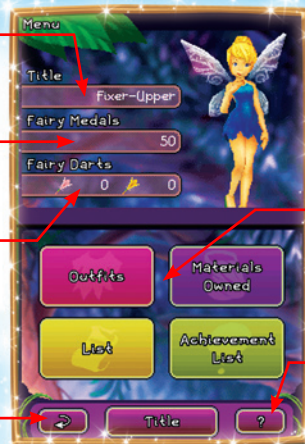 Menu
Title
Fixer-Upper
Fairy Medals
50
Fairy Darts
0 0
Outfits
Materials Owned
List
Achievement List
Title
?